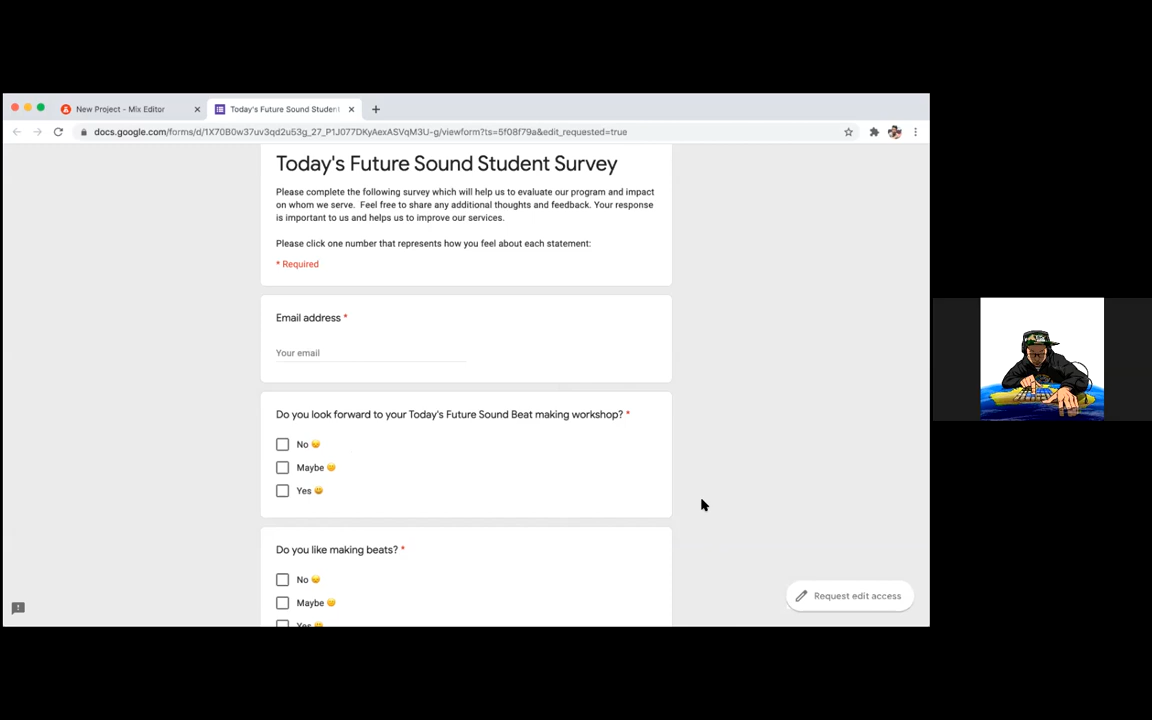 New Project - Mix Editor
Today's Future Sound Student
docs.google.com/forms/d/1X70B0w37uv3qd2u53g_27_P1J077DKyAexASVqM3U-g/viewform?ts=5f08f79a&edit_requested=true
Today's Future Sound Student Survey
Please complete the following survey which will help us to evaluate our program and impact
on whom we serve. Feel free to share any additional thoughts and feedback. Your response
is important to us and helps us to improve our services.
Please click one number that represents how you feel about each statement:
* Required
Email address *
Your email
Do you look forward to your Today's Future Sound Beat making workshop? *
No 😔
Maybe 😊
Yes 😀
Do you like making beats? *
No 😔
Maybe 😊
Yes 😀
Request edit access